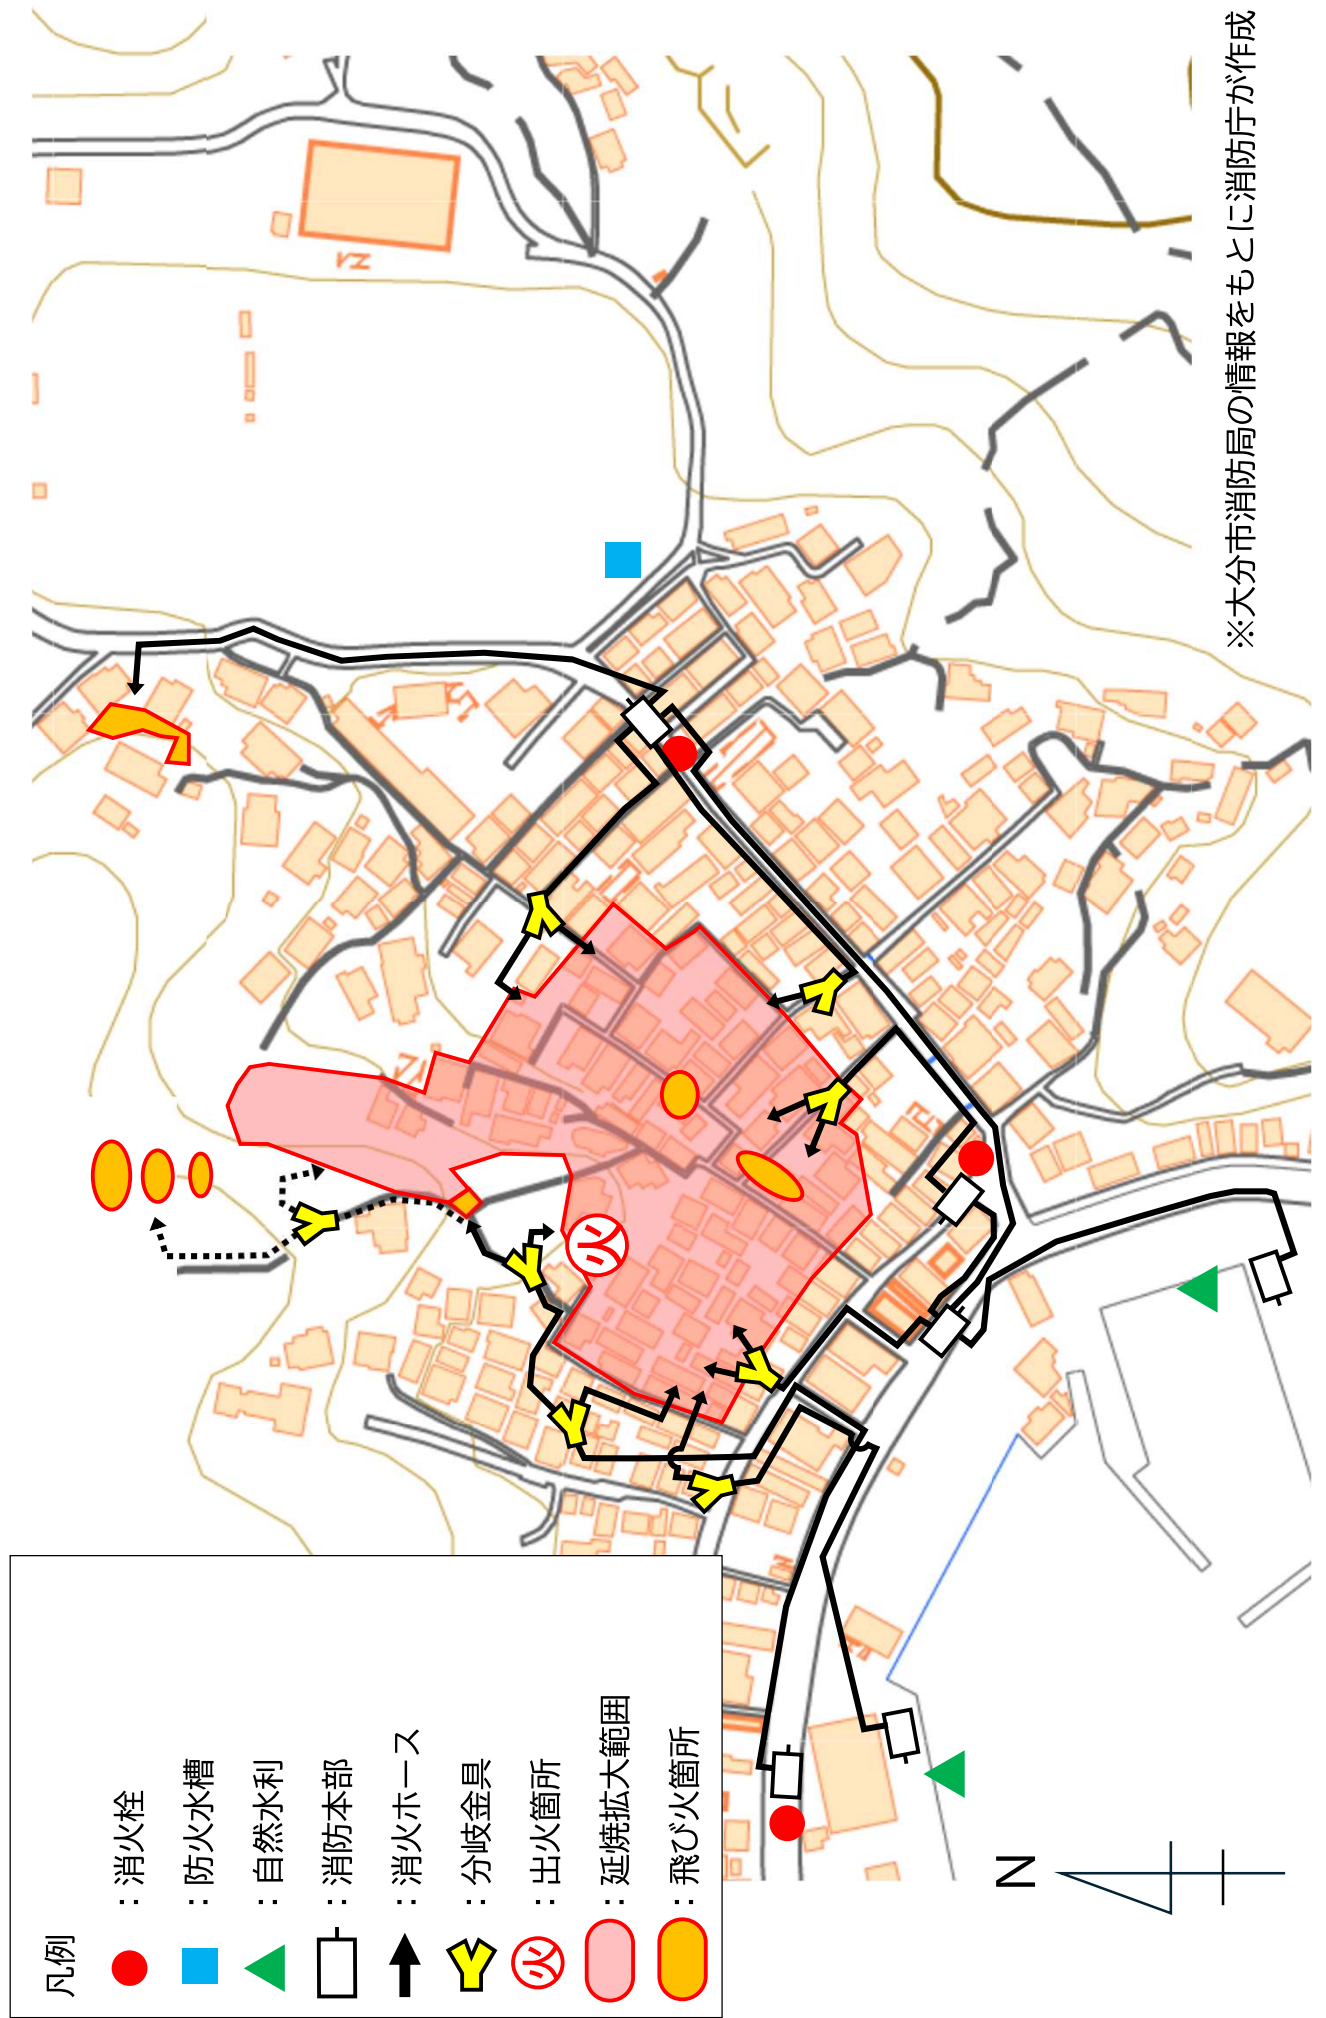 凡例
：消火栓
：防火水槽
：自然水利
：消防本部
：消火ホース
：分岐金具
火：出火箇所
：延焼拡大範囲
：飛び火箇所
火
N
※大分市消防局の情報をもとに消防庁が作成